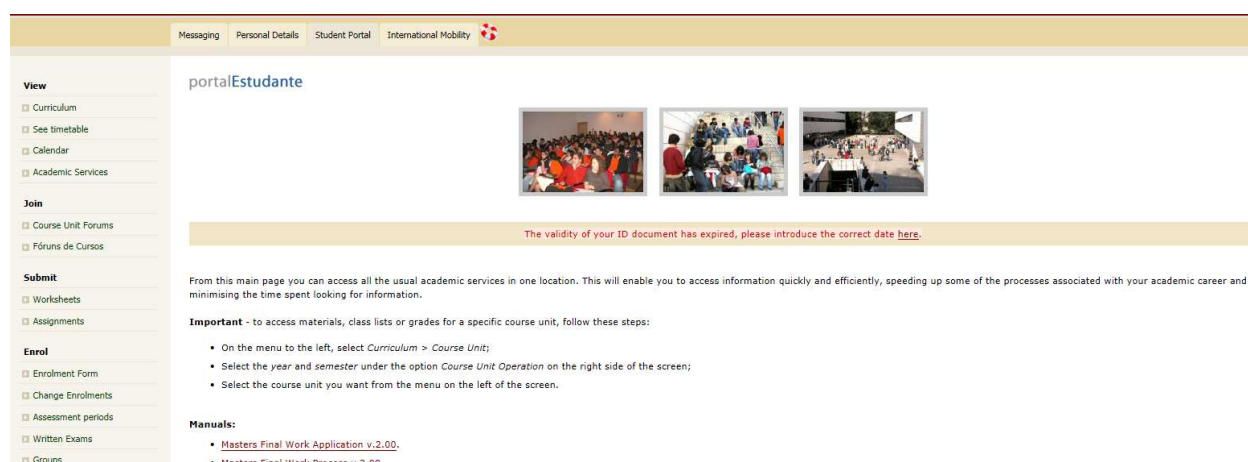 Messaging Personal Details Student Portal International Mobility
portalEstudante
View
Curriculum
See timetable
Calendar
Academic Services
Join
Course Unit Forums
Fóruns de Cursos
Submit
Worksheets
Assignments
Enrol
Enrolment Form
Change Enrolments
Assessment periods
Written Exams
Groups
The validity of your ID document has expired, please introduce the correct date here.
From this main page you can access all the usual academic services in one location. This will enable you to access information quickly and efficiently, speeding up some of the processes associated with your academic career and
minimising the time spent looking for information.
Important - to access materials, class lists or grades for a specific course unit, follow these steps:
On the menu to the left, select Curriculum > Course Unit;
Select the year and semester under the option Course Unit Operation on the right side of the screen;
Select the course unit you want from the menu on the left of the screen.
Manuals:
Masters Final Work Application v.2.00.
Masters Final Work Process v.2.00